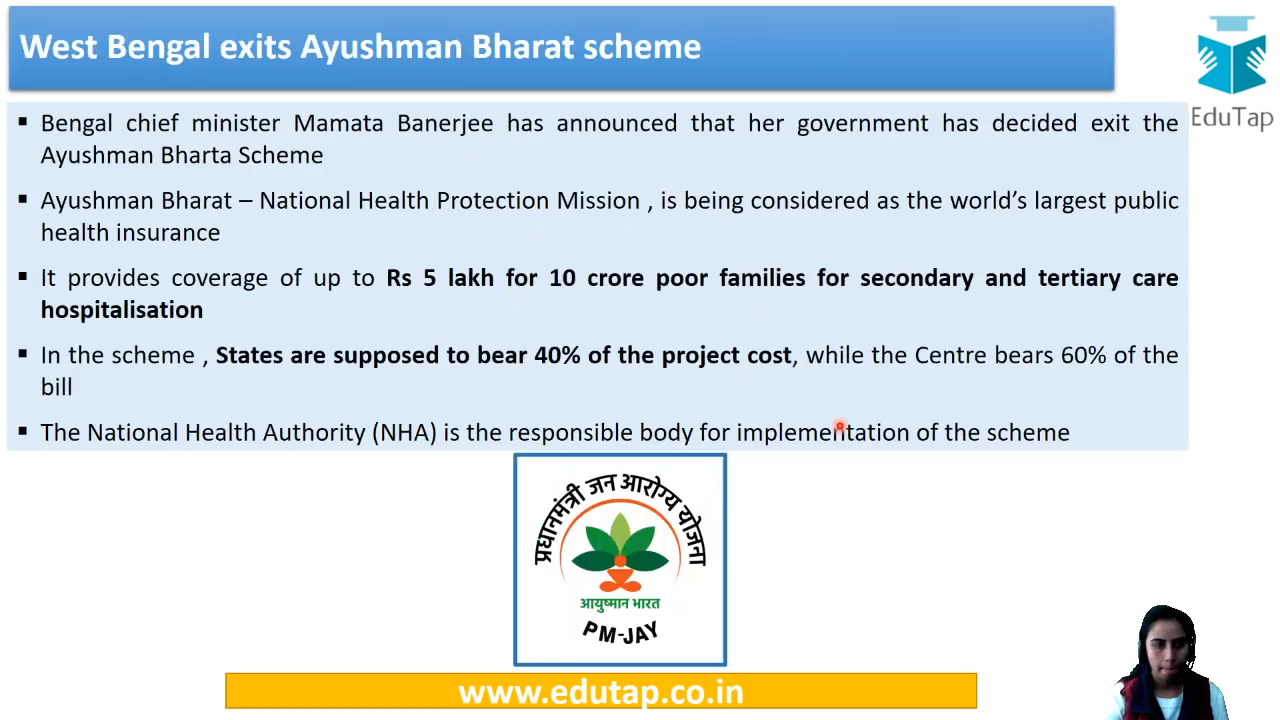 West Bengal exits Ayushman Bharat scheme
EduTap
▪ Bengal chief minister Mamata Banerjee has announced that her government has decided exit the
Ayushman Bharta Scheme
▪ Ayushman Bharat – National Health Protection Mission , is being considered as the world's largest public
health insurance
▪ It provides coverage of up to Rs 5 lakh for 10 crore poor families for secondary and tertiary care
hospitalisation
▪ In the scheme , States are supposed to bear 40% of the project cost, while the Centre bears 60% of the
bill
▪ The National Health Authority (NHA) is the responsible body for implementation of the scheme
प्रधानमंत्री जन आरोग्य योजना
आयुष्मान भारत
PM-JAY
www.edutap.co.in